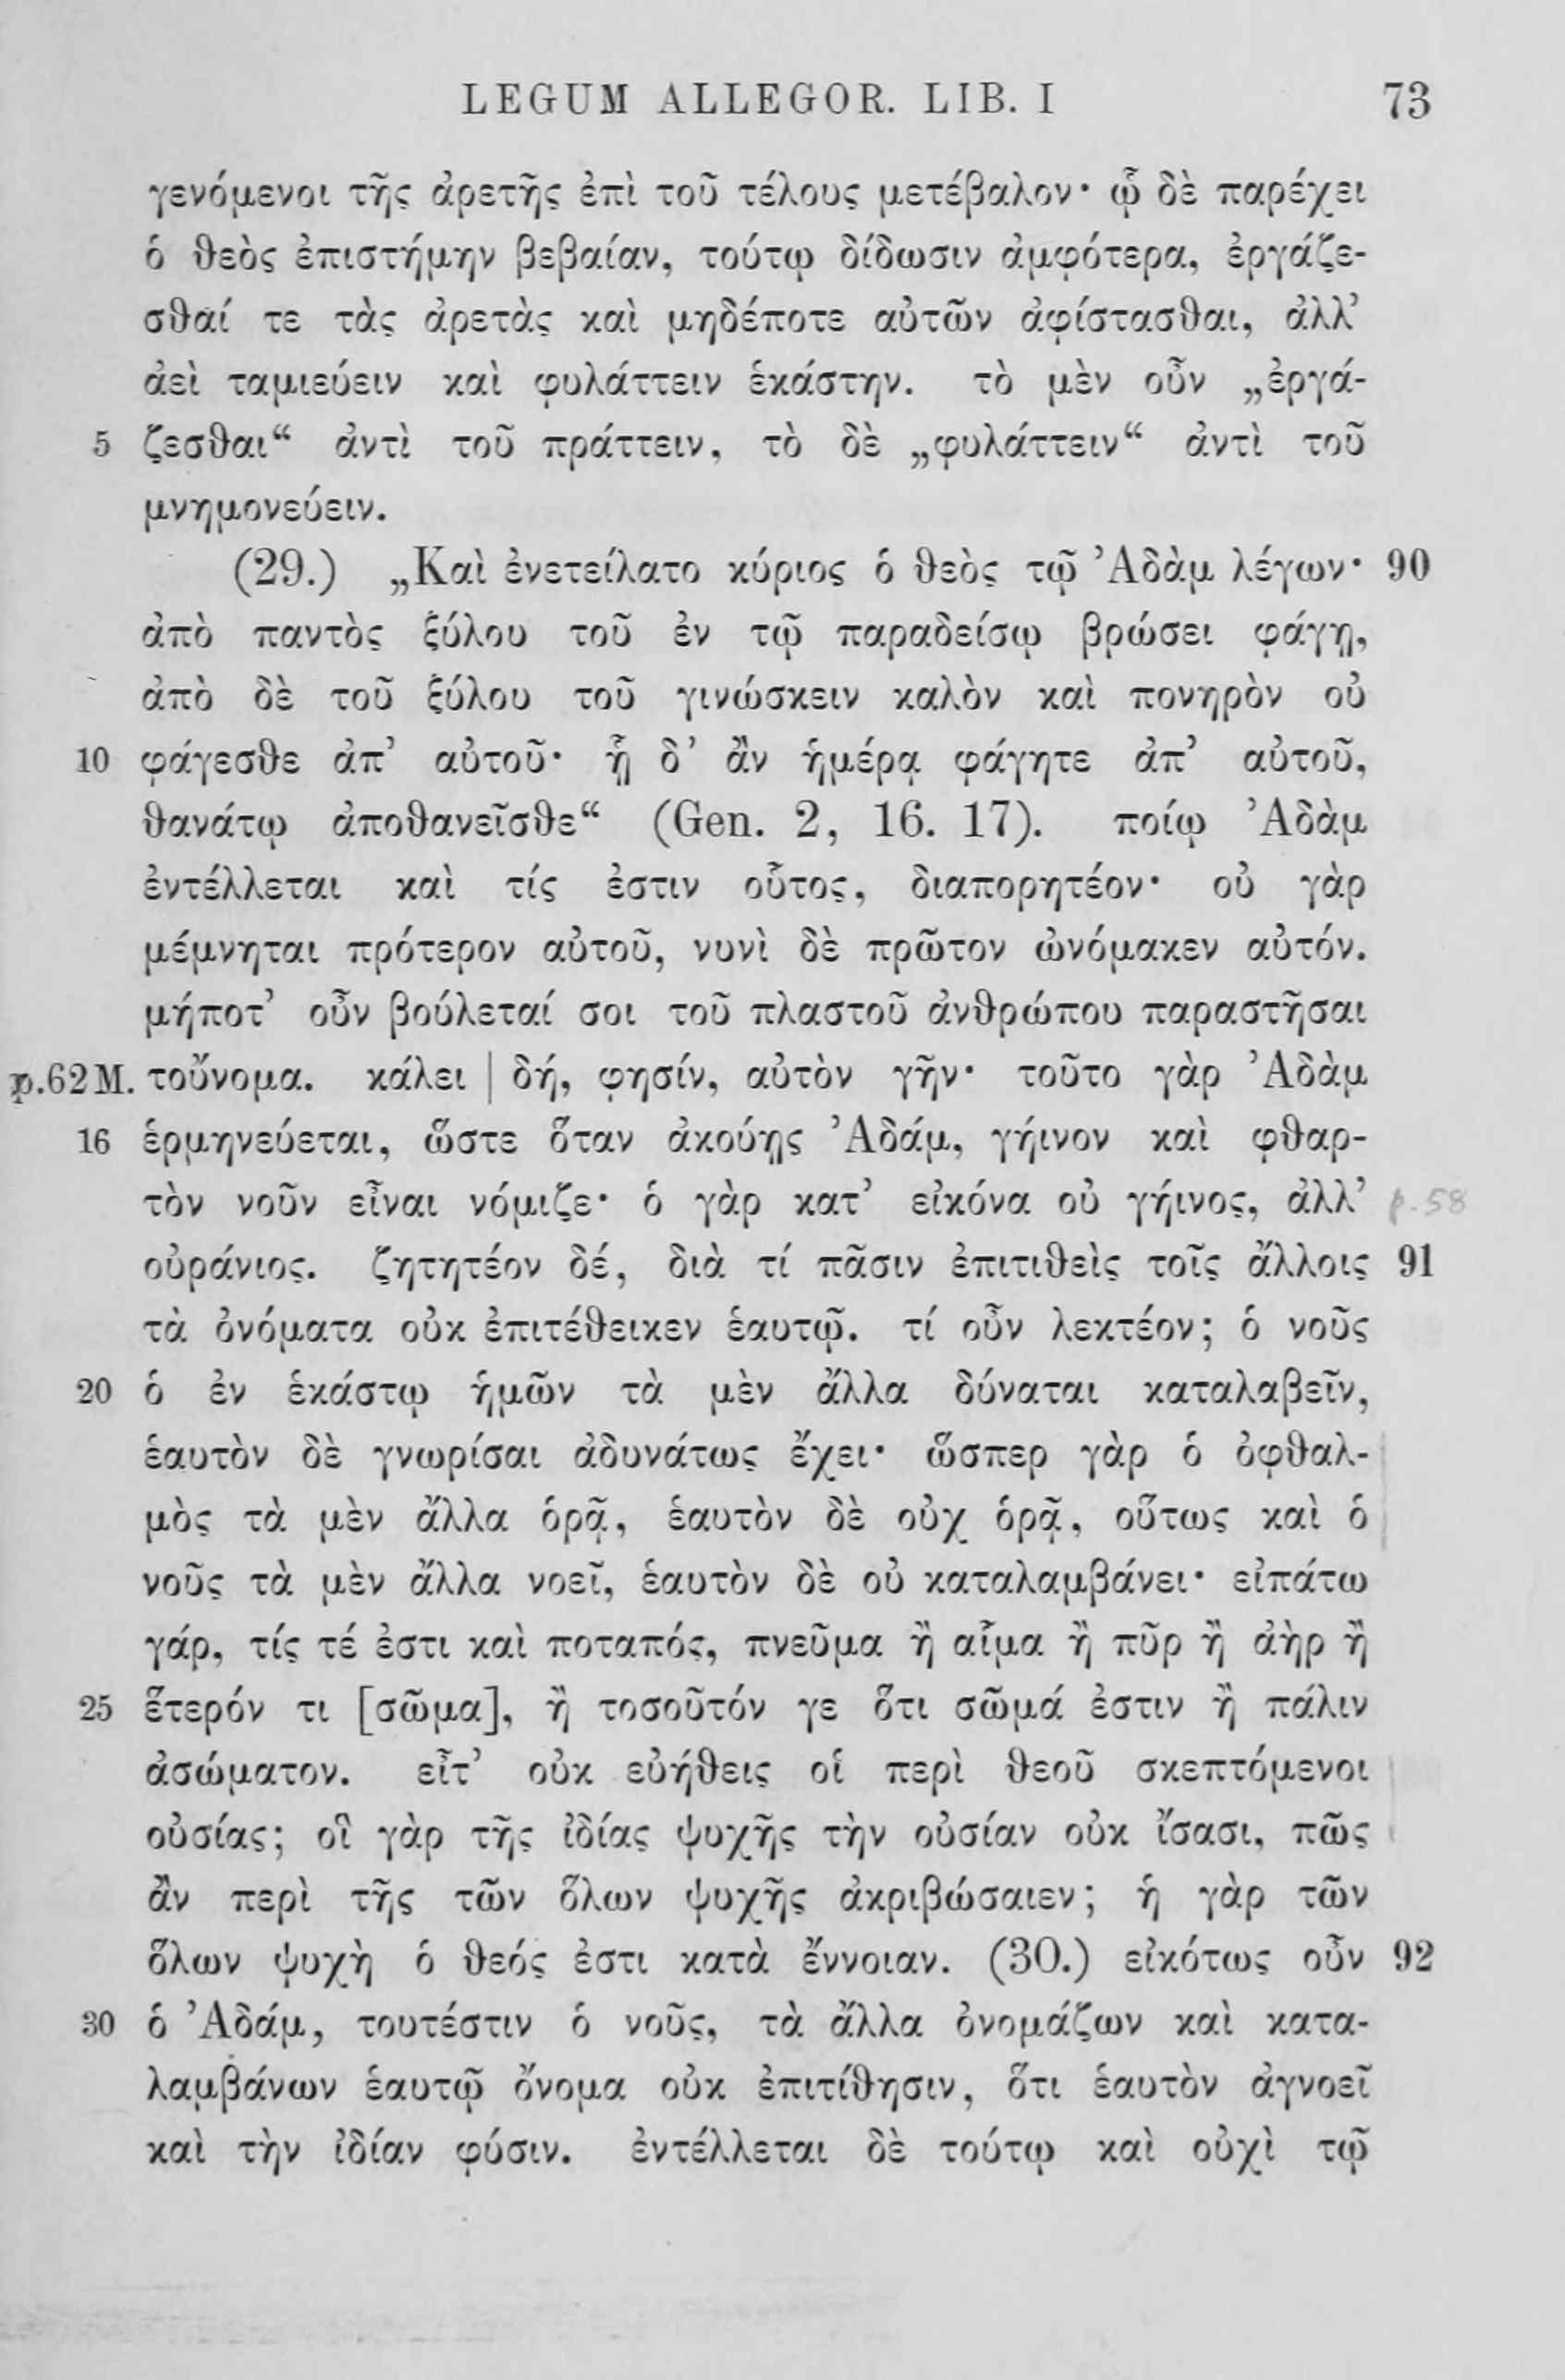 LEGUM ALLEGOR. LIB. I 73
γενόμενοι τῆς ἀρετῆς ἐπὶ τοῦ τέλους μετέβαλον· ᾧ δὲ παρέχει
ὁ θεὸς ἐπιστήμην βεβαίαν, τούτῳ δίδωσιν ἀμφότερα, ἐργάζε-
σθαί τε τὰς ἀρετὰς καὶ μηδέποτε αὐτῶν ἀφίστασθαι, ἀλλ’
ἀεὶ ταμιεύειν καὶ φυλάττειν ἑκάστην. τὸ μὲν οὖν „ἐργά-
5 ζεσθαι“ ἀντὶ τοῦ πράττειν, τὸ δὲ „φυλάττειν“ ἀντὶ τοῦ
μνημονεύειν.
(29.) „Καὶ ἐνετείλατο κύριος ὁ θεὸς τῷ Ἀδὰμ λέγων· 90
ἀπὸ παντὸς ξύλου τοῦ ἐν τῷ παραδείσῳ βρώσει φάγῃ,
ἀπὸ δὲ τοῦ ξύλου τοῦ γινώσκειν καλὸν καὶ πονηρὸν οὐ
10 φάγεσθε ἀπ’ αὐτοῦ· ᾗ δ’ ἂν ἡμέρᾳ φάγητε ἀπ’ αὐτοῦ,
θανάτῳ ἀποθανεῖσθε“ (Gen. 2, 16. 17). ποίῳ Ἀδὰμ
ἐντέλλεται καὶ τίς ἐστιν οὗτος, διαπορητέον· οὐ γὰρ
μέμνηται πρότερον αὐτοῦ, νυνὶ δὲ πρῶτον ὠνόμακεν αὐτόν.
μήποτ’ οὖν βούλεταί σοι τοῦ πλαστοῦ ἀνθρώπου παραστῆσαι
p.62 M. τοὔνομα. κάλει | δή, φησίν, αὐτὸν γῆν· τοῦτο γὰρ Ἀδὰμ
16 ἑρμηνεύεται, ὥστε ὅταν ἀκούῃς Ἀδάμ, γήινον καὶ φθαρ-
τὸν νοῦν εἶναι νόμιζε· ὁ γὰρ κατ’ εἰκόνα οὐ γήινος, ἀλλ’ p. 58
οὐράνιος. ζητητέον δέ, διὰ τί πᾶσιν ἐπιτιθεὶς τοῖς ἄλλοις 91
τὰ ὀνόματα οὐκ ἐπιτέθεικεν ἑαυτῷ. τί οὖν λεκτέον; ὁ νοῦς
20 ὁ ἐν ἑκάστῳ ἡμῶν τὰ μὲν ἄλλα δύναται καταλαβεῖν,
ἑαυτὸν δὲ γνωρίσαι ἀδυνάτως ἔχει· ὥσπερ γὰρ ὁ ὀφθαλ-
μὸς τὰ μὲν ἄλλα ὁρᾷ, ἑαυτὸν δὲ οὐχ ὁρᾷ, οὕτως καὶ ὁ
νοῦς τὰ μὲν ἄλλα νοεῖ, ἑαυτὸν δὲ οὐ καταλαμβάνει· εἰπάτω
γάρ, τίς τέ ἐστι καὶ ποταπός, πνεῦμα ἢ αἷμα ἢ πῦρ ἢ ἀὴρ ἢ
25 ἕτερόν τι [σῶμα], ἢ τοσοῦτόν γε ὅτι σῶμά ἐστιν ἢ πάλιν
ἀσώματον. εἶτ’ οὐκ εὐήθεις οἱ περὶ θεοῦ σκεπτόμενοι
οὐσίας; οἳ γὰρ τῆς ἰδίας ψυχῆς τὴν οὐσίαν οὐκ ἴσασι, πῶς
ἂν περὶ τῆς τῶν ὅλων ψυχῆς ἀκριβώσαιεν; ἡ γὰρ τῶν
ὅλων ψυχὴ ὁ θεός ἐστι κατὰ ἔννοιαν. (30.) εἰκότως οὖν 92
30 ὁ Ἀδάμ, τουτέστιν ὁ νοῦς, τὰ ἄλλα ὀνομάζων καὶ κατα-
λαμβάνων ἑαυτῷ ὄνομα οὐκ ἐπιτίθησιν, ὅτι ἑαυτὸν ἀγνοεῖ
καὶ τὴν ἰδίαν φύσιν. ἐντέλλεται δὲ τούτῳ καὶ οὐχὶ τῷ